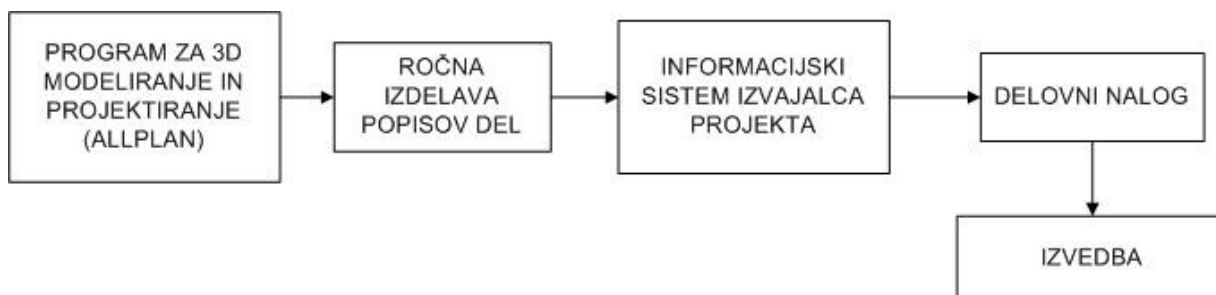 PROGRAM ZA 3D
MODELIRANJE IN
PROJEKTIRANJE
(ALLPLAN)
ROČNA
IZDELAVA
POPISOV DEL
INFORMACIJSKI
SISTEM IZVAJALCA
PROJEKTA
DELOVNI NALOG
IZVEDBA